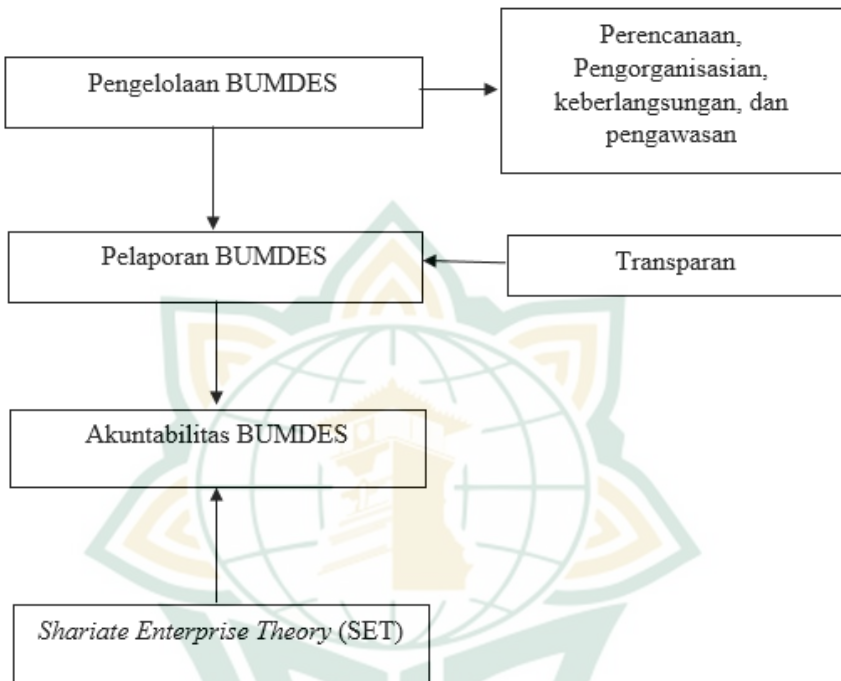 Pengelolaan BUMDES
Perencanaan,
Pengorganisasian,
keberlangsungan, dan
pengawasan
Pelaporan BUMDES
Transparan
Akuntabilitas BUMDES
Shariate Enterprise Theory (SET)